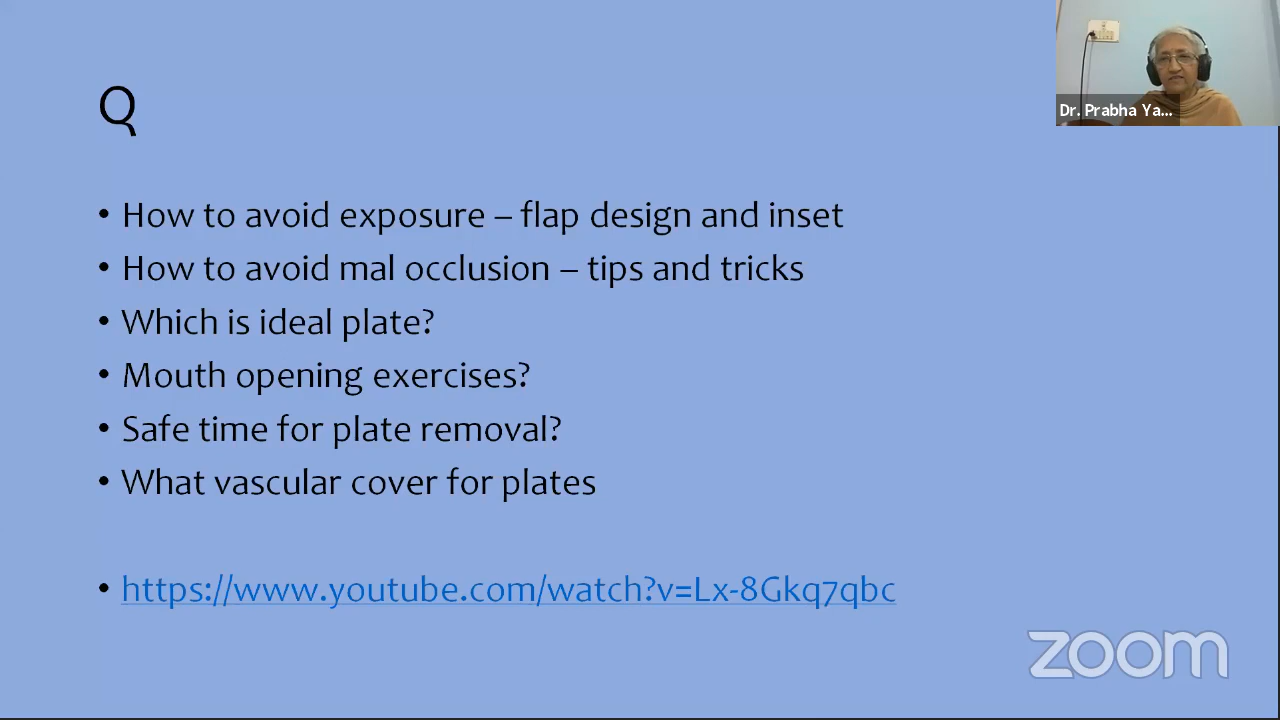 Q
• How to avoid exposure – flap design and inset
• How to avoid mal occlusion – tips and tricks
• Which is ideal plate?
• Mouth opening exercises?
• Safe time for plate removal?
• What vascular cover for plates
• https://www.youtube.com/watch?v=Lx-8Gkq7qbc
Dr. Prabha Ya...
zoom